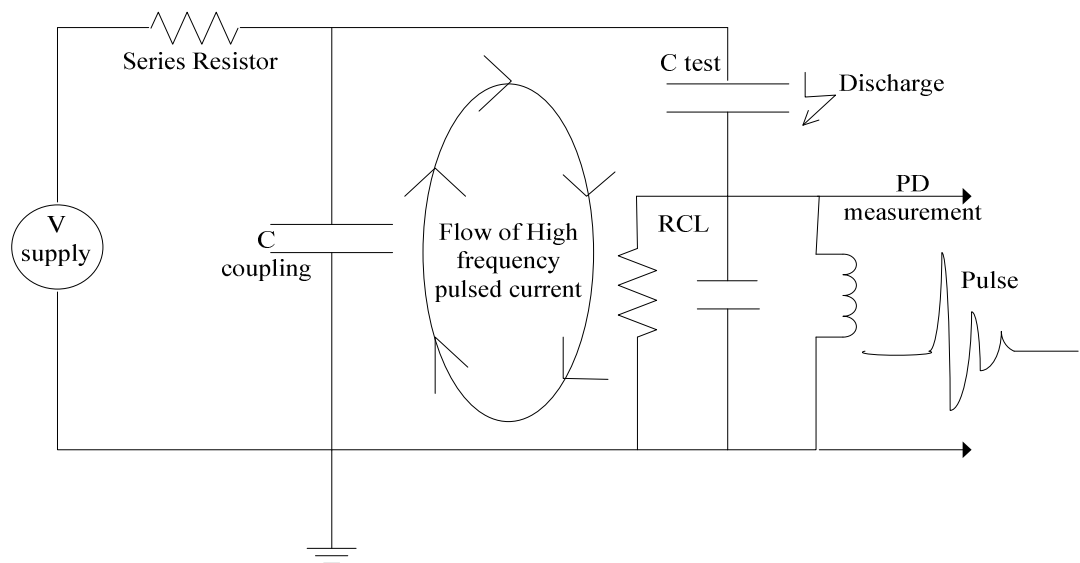 Series Resistor
C test
Discharge
V
supply
C
coupling
Flow of High
frequency
pulsed current
RCL
PD
measurement
Pulse